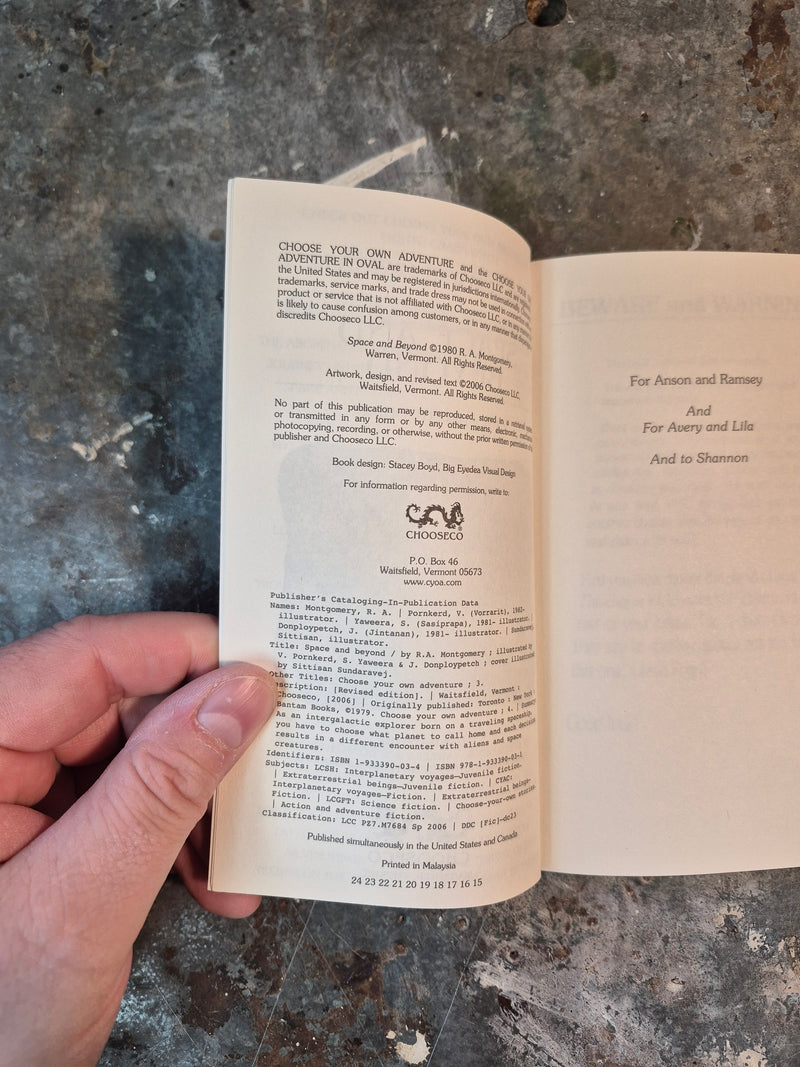 CHOOSE YOUR OWN ADVENTURE and the CHOOSE YOUR
ADVENTURE IN OVAL are trademarks of Chooseco LLC and are
the United States and may be registered in jurisdictions internationally.
trademarks, service marks, and trade dress may not be used in connection
product or service that is not affiliated with Chooseco LLC, or in any
is likely to cause confusion among customers, or in any manner that
discredits Chooseco LLC.
Space and Beyond ©1980 R. A. Montgomery,
Warren, Vermont. All Rights Reserved.
Artwork, design, and revised text ©2006 Chooseco LLC,
Waitsfield, Vermont. All Rights Reserved.
No part of this publication may be reproduced, stored in a retrieval
or transmitted in any form or by any other means, electronic,
photocopying, recording, or otherwise, without the prior written permission of
publisher and Chooseco LLC.
Book design: Stacey Boyd, Big Eyedea Visual Design
For information regarding permission, write to:
CHOOSECO
P.O. Box 46
Waitsfield, Vermont 05673
www.cyoa.com
Publisher's Cataloging-In-Publication Data
Names: Montgomery, R. A. | Pornkerd, V. (Vorrarit), 1982-
illustrator. | Yaweera, S. (Sasiprapa), 1981- illustrator. |
Donploypetch, J. (Jintanan), 1981- illustrator. | Sundaravej,
Sittisan, illustrator.
Title: Space and beyond / by R.A. Montgomery ; illustrated by
V. Pornkerd, S. Yaweera & J. Donploypetch ; cover illustrated
by Sittisan Sundaravej.
Other Titles: Choose your own adventure ; 3.
scription: [Revised edition]. | Waitsfield, Vermont :
Chooseco, [2006] | Originally published: Toronto ; New York :
Bantam Books, ©1979. Choose your own adventure ; 4. | Summary:
As an intergalactic explorer born on a traveling spaceship,
you have to choose what planet to call home and each decision
results in a different encounter with aliens and space
creatures.
Identifiers: ISBN 1-933390-03-4 | ISBN 978-1-933390-03-1
Subjects: LCSH: Interplanetary voyages—Juvenile fiction.
| Extraterrestrial beings—Juvenile fiction. | CYAC:
Interplanetary voyages—Fiction. | Extraterrestrial beings—
Fiction. | LCGFT: Science fiction. | Choose-your-own stories.
| Action and adventure fiction.
Classification: LCC PZ7.M7684 Sp 2006 | DDC [Fic]—dc23
Published simultaneously in the United States and Canada
Printed in Malaysia
24 23 22 21 20 19 18 17 16 15
For Anson and Ramsey
And
For Avery and Lila
And to Shannon